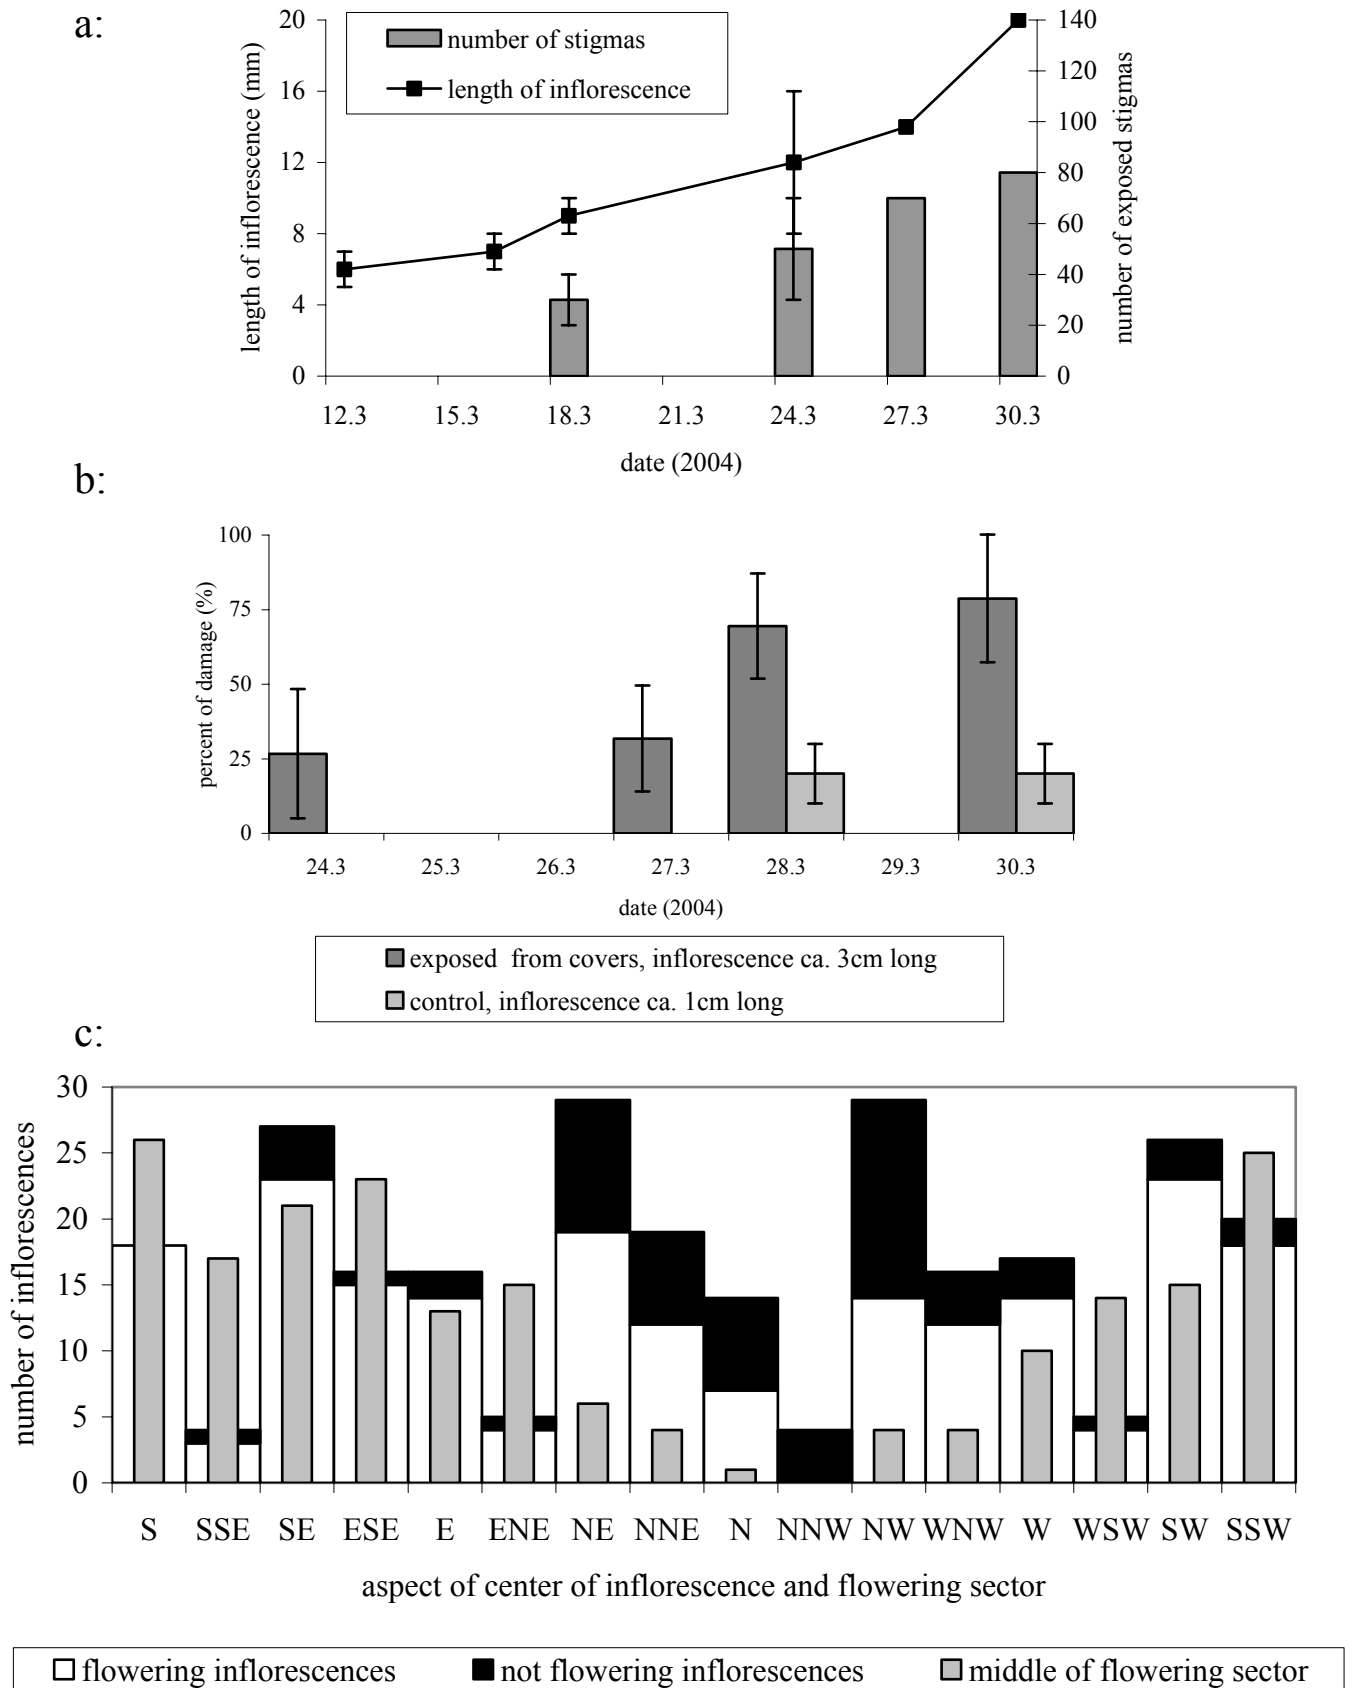 a:
number of stigmas
length of inflorescence
length of inflorescence (mm)
20
16
12
8
4
0
140
120
100
80
60
40
20
0
number of exposed stigmas
12.3 15.3 18.3 21.3 24.3 27.3 30.3
date (2004)
b:
percent of damage (%)
100
75
50
25
0
24.3 25.3 26.3 27.3 28.3 29.3 30.3
date (2004)
exposed from covers, inflorescence ca. 3cm long
control, inflorescence ca. 1cm long
c:
number of inflorescences
30
25
20
15
10
5
0
S SSE SE ESE E ENE NE NNE N NNW NW WNW W WSW SW SSW
aspect of center of inflorescence and flowering sector
flowering inflorescences not flowering inflorescences middle of flowering sector